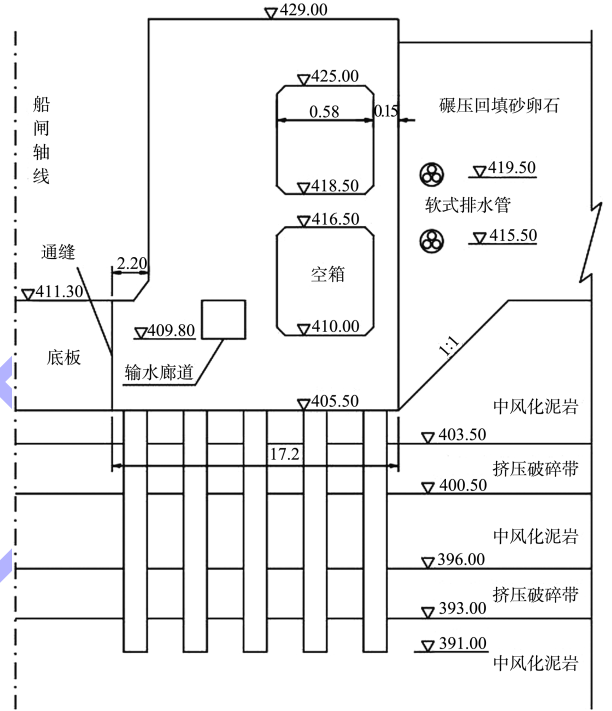 429.00
船闸轴线
425.00
0.58
0.15
碾压回填砂卵石
419.50
418.50
软式排水管
416.50
415.50
通缝
2.20
空箱
411.30
409.80
410.00
底板
输水廊道
1:1
405.50
中风化泥岩
403.50
17.2
挤压破碎带
400.50
中风化泥岩
396.00
挤压破碎带
393.00
391.00
中风化泥岩